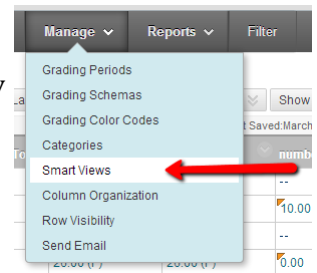 Manage Reports Filter
Grading Periods
Show
Grading Schemas
Grading Color Codes
Saved:March
Categories
Smart Views
--
Column Organization
10.00
Row Visibility
--
Send Email
0.00